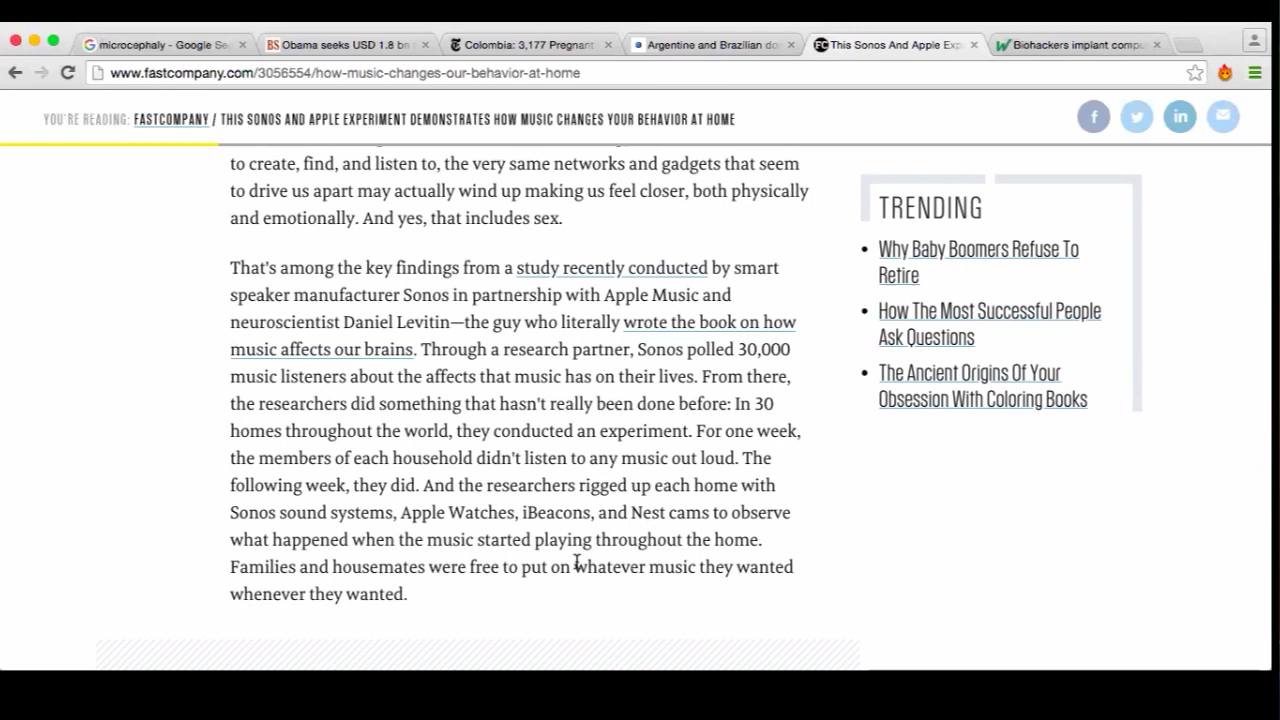 microcephaly - Google Se
BS Obama seeks USD 1.8 bn
Colombia: 3,177 Pregnant
Argentine and Brazilian do
FC This Sonos And Apple Exp
Biohackers implant compu
www.fastcompany.com/3056554/how-music-changes-our-behavior-at-home
YOU'RE READING: FASTCOMPANY / THIS SONOS AND APPLE EXPERIMENT DEMONSTRATES HOW MUSIC CHANGES YOUR BEHAVIOR AT HOME
to create, find, and listen to, the very same networks and gadgets that seem
to drive us apart may actually wind up making us feel closer, both physically
and emotionally. And yes, that includes sex.
That's among the key findings from a study recently conducted by smart
speaker manufacturer Sonos in partnership with Apple Music and
neuroscientist Daniel Levitin—the guy who literally wrote the book on how
music affects our brains. Through a research partner, Sonos polled 30,000
music listeners about the affects that music has on their lives. From there,
the researchers did something that hasn't really been done before: In 30
homes throughout the world, they conducted an experiment. For one week,
the members of each household didn't listen to any music out loud. The
following week, they did. And the researchers rigged up each home with
Sonos sound systems, Apple Watches, iBeacons, and Nest cams to observe
what happened when the music started playing throughout the home.
Families and housemates were free to put on whatever music they wanted
whenever they wanted.
TRENDING
Why Baby Boomers Refuse To
Retire
How The Most Successful People
Ask Questions
The Ancient Origins Of Your
Obsession With Coloring Books